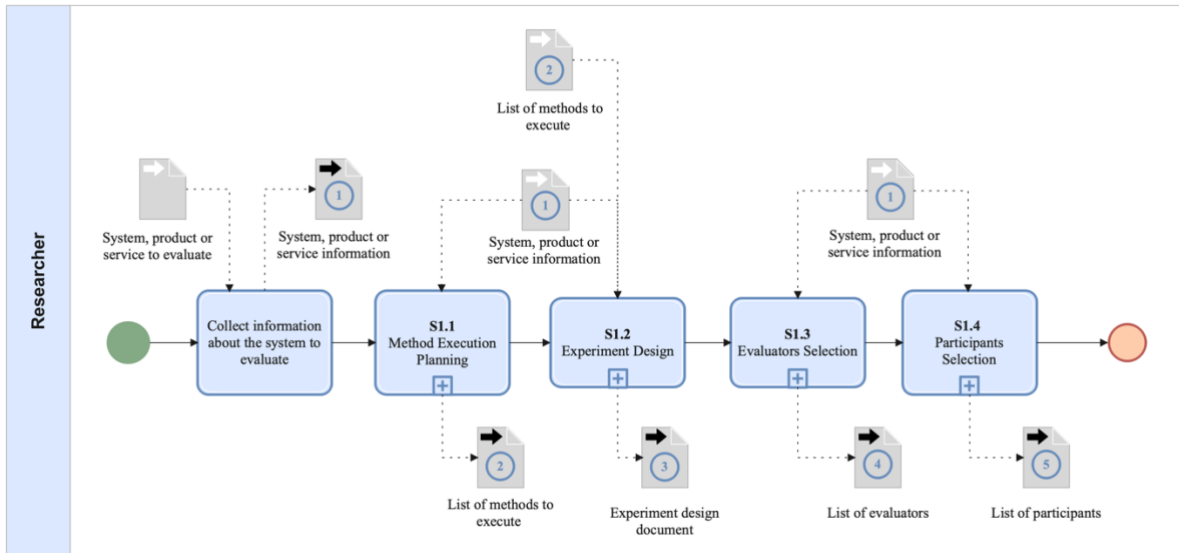 Researcher
2
List of methods to
execute
System, product or
service to evaluate
1
System, product or
service information
1
System, product or
service information
1
System, product or
service information
Collect information
about the system to
evaluate
S1.1
Method Execution
Planning
S1.2
Experiment Design
S1.3
Evaluators Selection
S1.4
Participants
Selection
2
List of methods to
execute
3
Experiment design
document
4
List of evaluators
5
List of participants